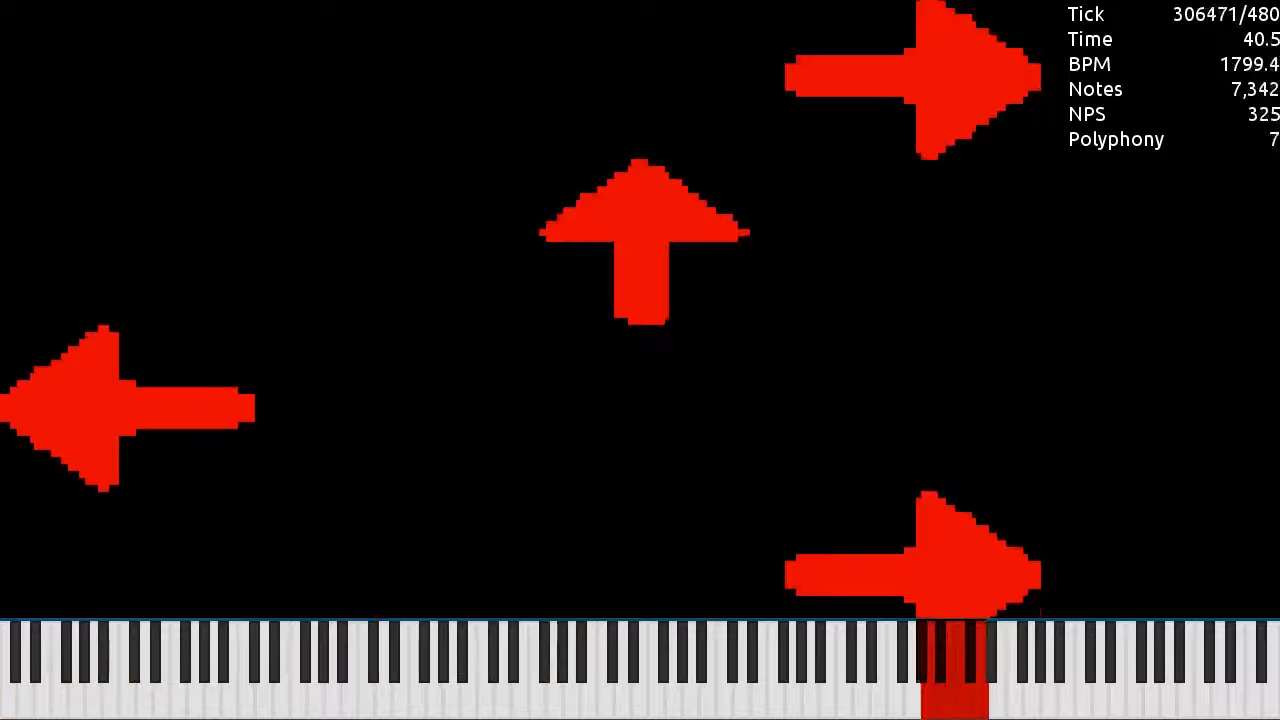 Tick 306471/480
Time 40.5
BPM 1799.4
Notes 7,342
NPS 325
Polyphony 7